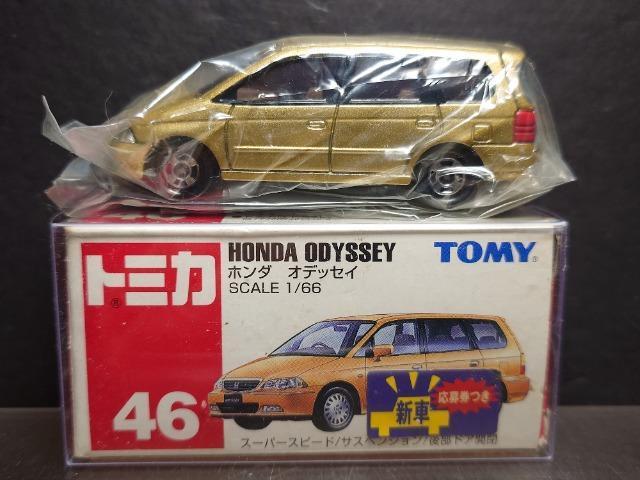 46
トミカ®
HONDA ODYSSEY
ホンダ オデッセイ
SCALE 1/66
TOMY®
46
新車
応募券つき
スーパースピード/サスペンション/後部ドア開閉